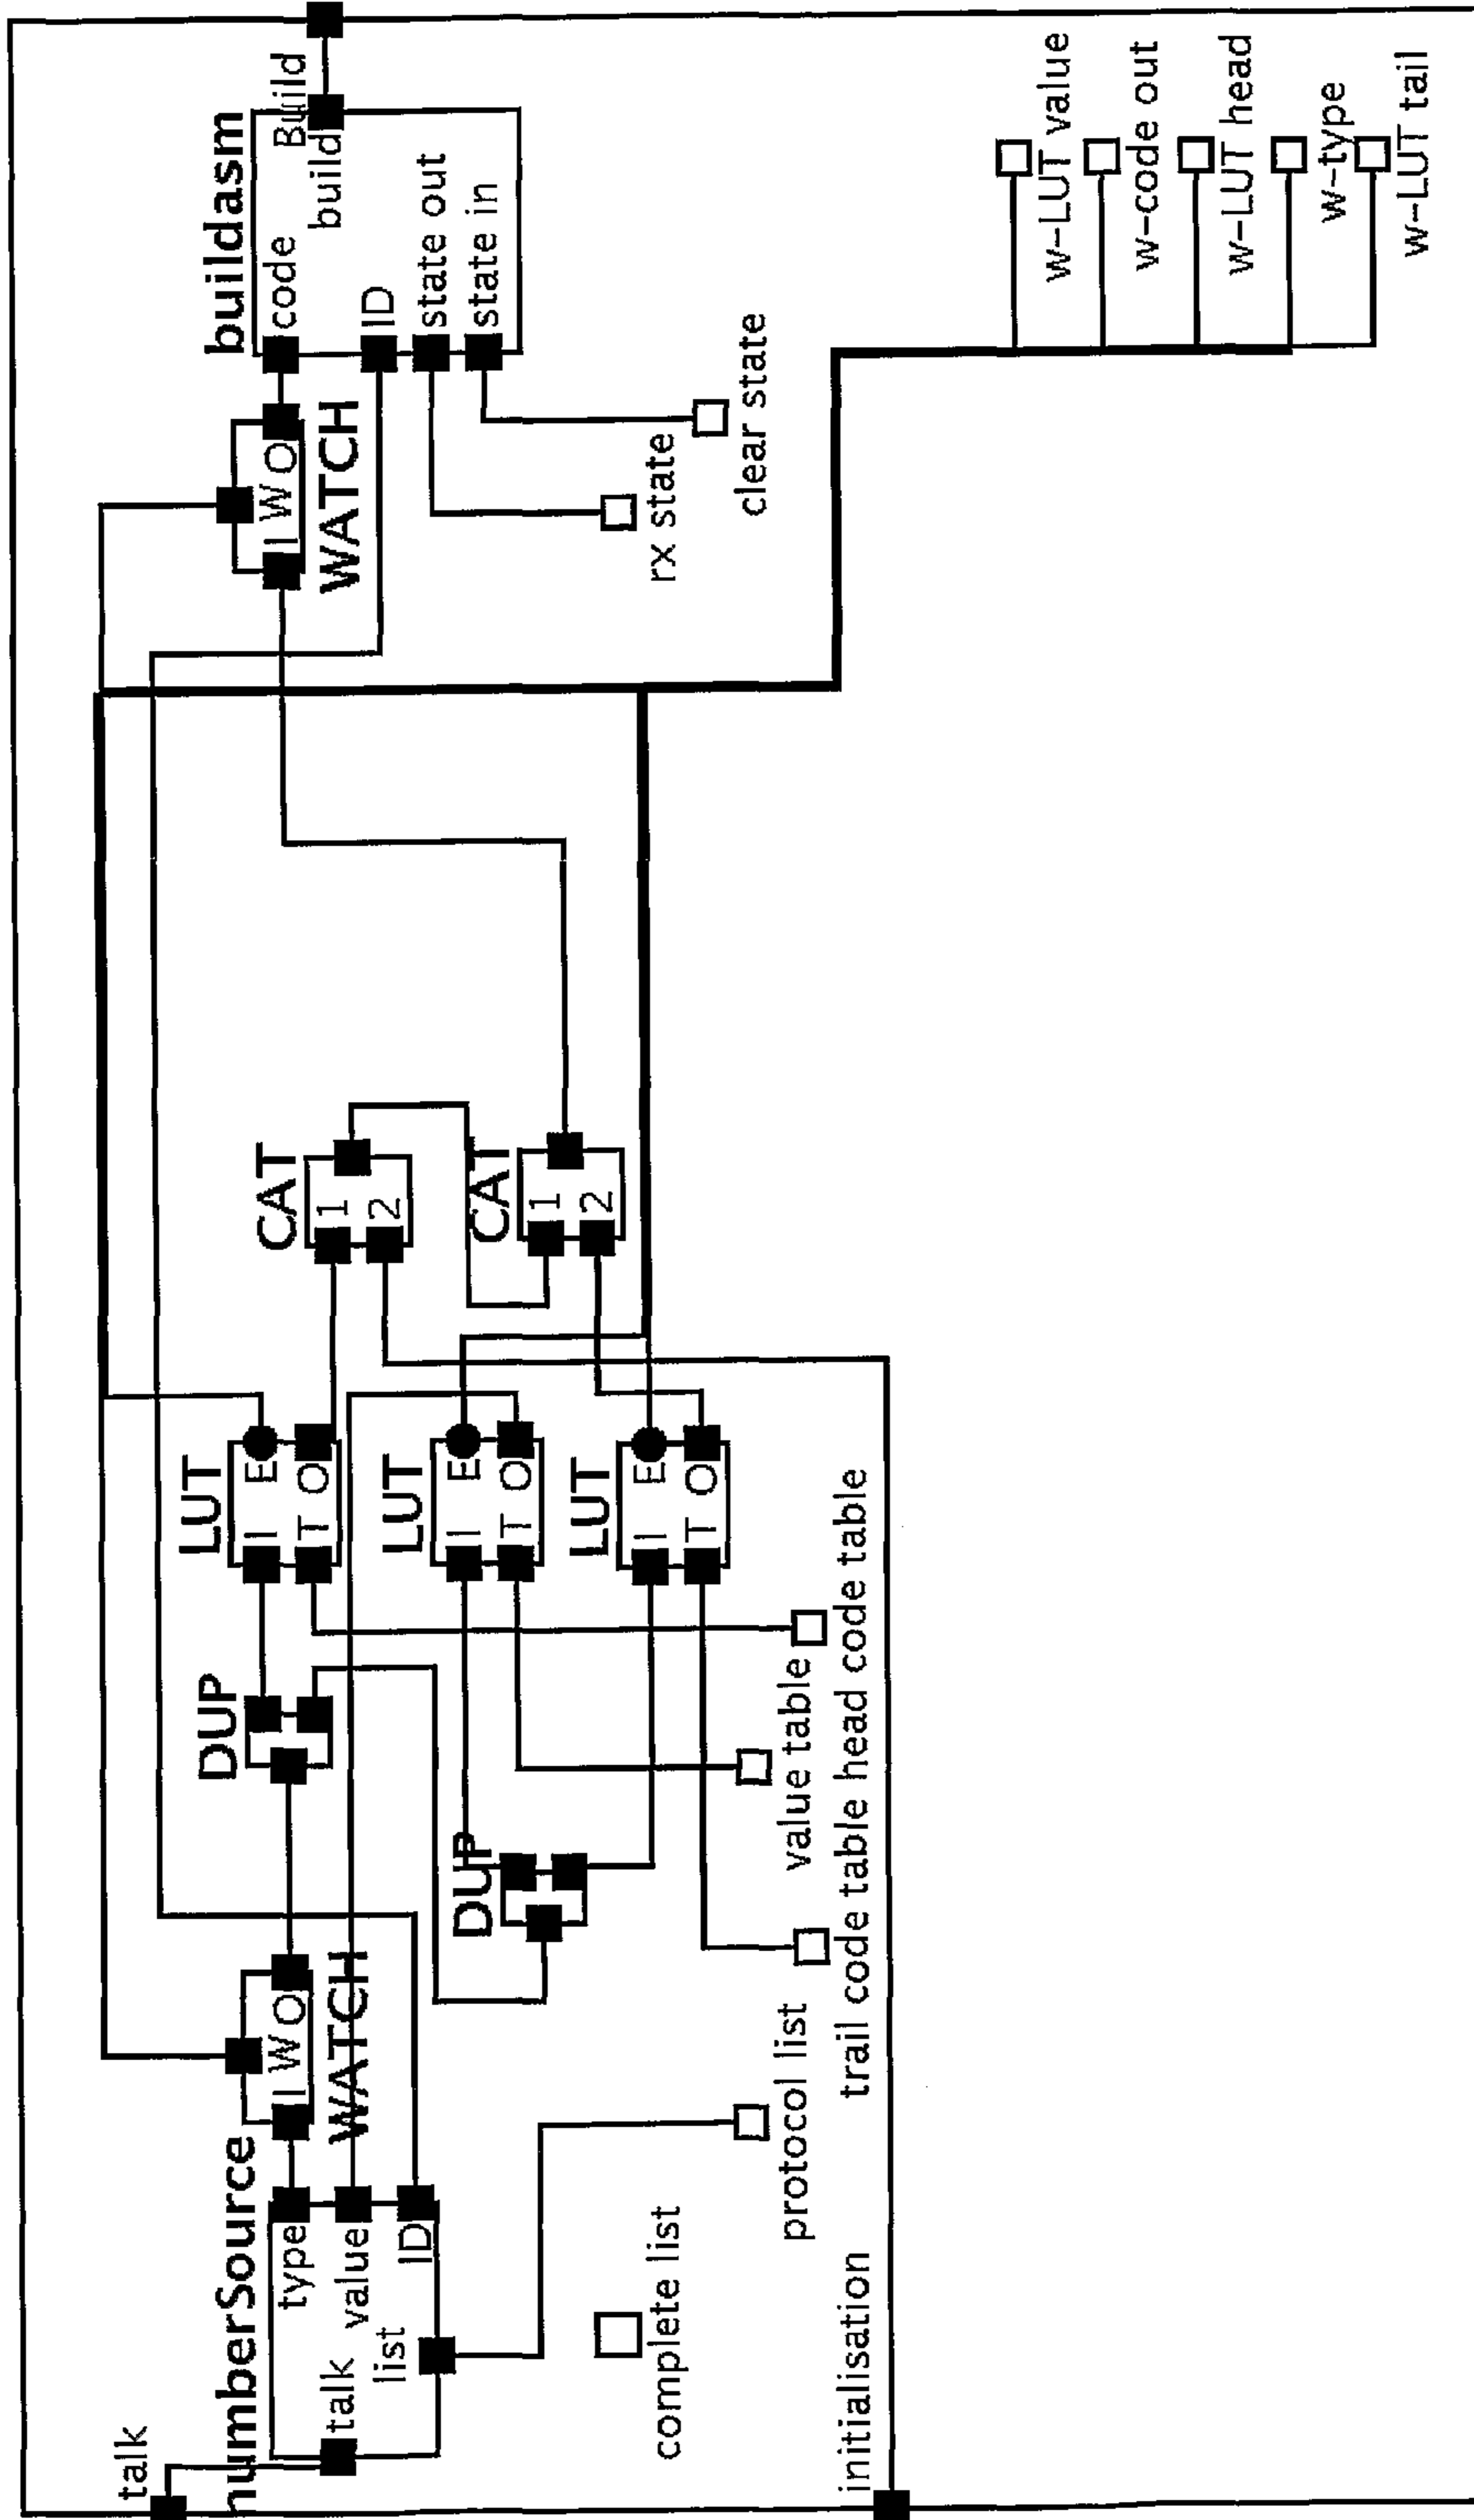 talk
numberSource
type
value
ID
talk
list
complete list
protocol list
initialisation
I W O
WATCH
DUP
DUP
value table
trail code table head code table
LUT
I E
T O
LUT
I E
T O
LUT
I E
T O
CAT
1
2
CAT
1
2
I W O
WATCH
buildasm
code
Build
build
ID
state out
state in
rx state
clear state
w-LUT value
w-code out
w-LUT head
w-type
w-LUT tail